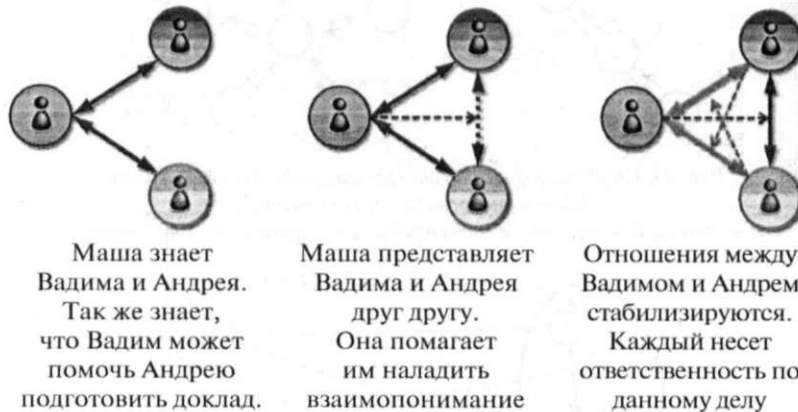 Маша знает
Вадима и Андрея.
Так же знает,
что Вадим может
помочь Андрею
подготовить доклад.
Маша представляет
Вадима и Андрея
друг другу.
Она помагает
им наладить
взаимопонимание
Отношения между
Вадимом и Андрем
стабилизируются.
Каждый несет
ответственность по
данному делу